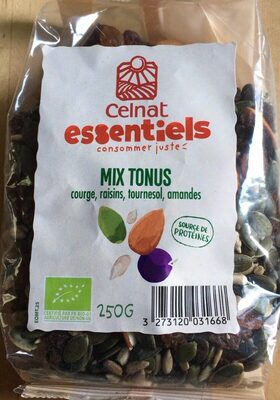 Celnat
essentiels
consommer juste
MIX TONUS
courge, raisins, tournesol, amandes
SOURCE DE
PROTÉINES
250G
3 273120 031668